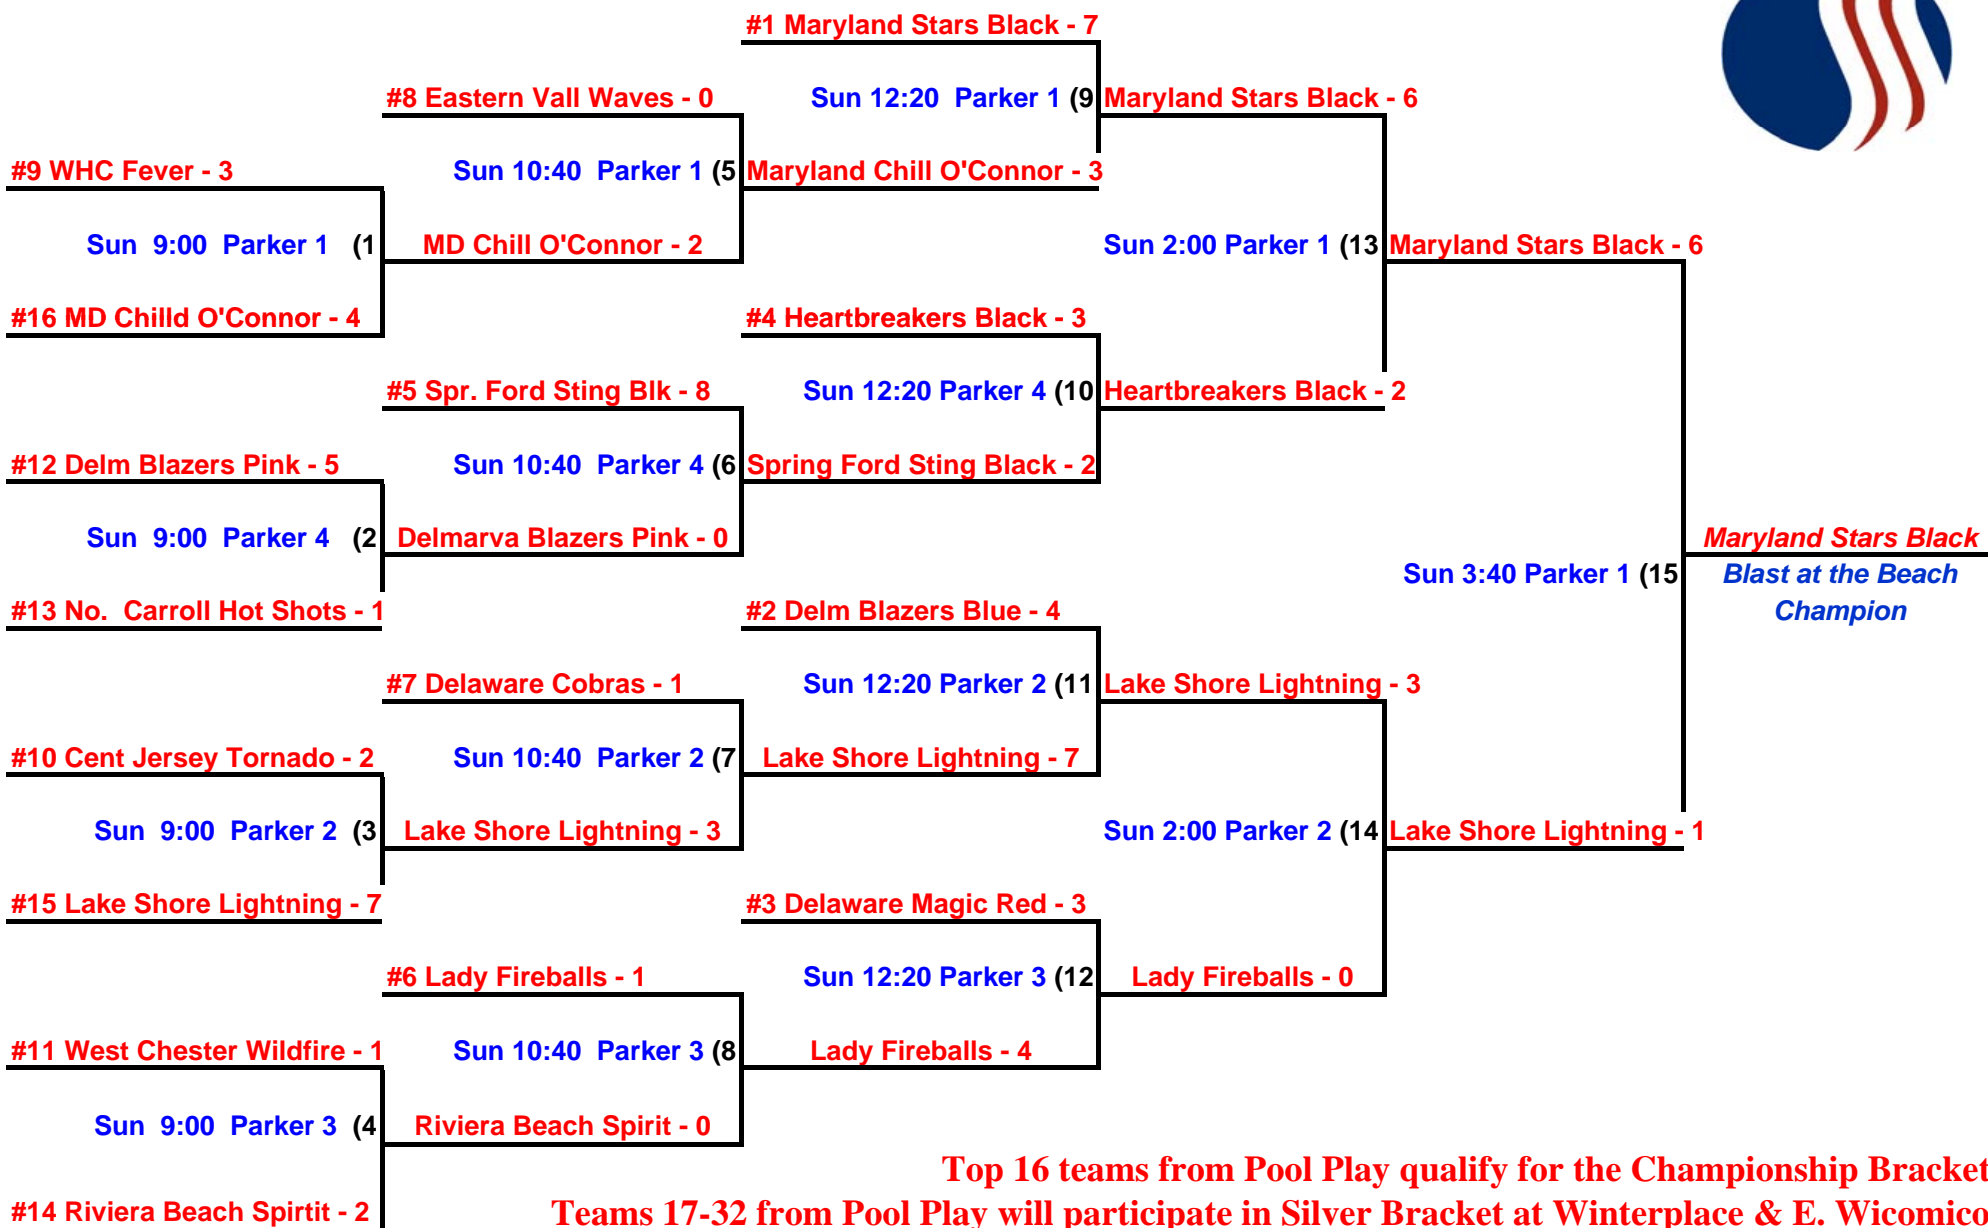 #1 Maryland Stars Black - 7
#8 Eastern Vall Waves - 0
Sun 12:20 Parker 1 (9
Maryland Stars Black - 6
#9 WHC Fever - 3
Sun 10:40 Parker 1 (5
Maryland Chill O'Connor - 3
Sun 9:00 Parker 1 (1
MD Chill O'Connor - 2
Sun 2:00 Parker 1 (13
Maryland Stars Black - 6
#16 MD Chilld O'Connor - 4
#4 Heartbreakers Black - 3
#5 Spr. Ford Sting Blk - 8
Sun 12:20 Parker 4 (10
Heartbreakers Black - 2
#12 Delm Blazers Pink - 5
Sun 10:40 Parker 4 (6
Spring Ford Sting Black - 2
Sun 9:00 Parker 4 (2
Delmarva Blazers Pink - 0
Maryland Stars Black
Sun 3:40 Parker 1 (15
Blast at the Beach
Champion
#13 No. Carroll Hot Shots - 1
#2 Delm Blazers Blue - 4
#7 Delaware Cobras - 1
Sun 12:20 Parker 2 (11
Lake Shore Lightning - 3
#10 Cent Jersey Tornado - 2
Sun 10:40 Parker 2 (7
Lake Shore Lightning - 7
Sun 9:00 Parker 2 (3
Lake Shore Lightning - 3
Sun 2:00 Parker 2 (14
Lake Shore Lightning - 1
#15 Lake Shore Lightning - 7
#3 Delaware Magic Red - 3
#6 Lady Fireballs - 1
Sun 12:20 Parker 3 (12
Lady Fireballs - 0
#11 West Chester Wildfire - 1
Sun 10:40 Parker 3 (8
Lady Fireballs - 4
Sun 9:00 Parker 3 (4
Riviera Beach Spirit - 0
Top 16 teams from Pool Play qualify for the Championship Bracket
#14 Riviera Beach Spirtit - 2
Teams 17-32 from Pool Play will participate in Silver Bracket at Winterplace & E. Wicomico